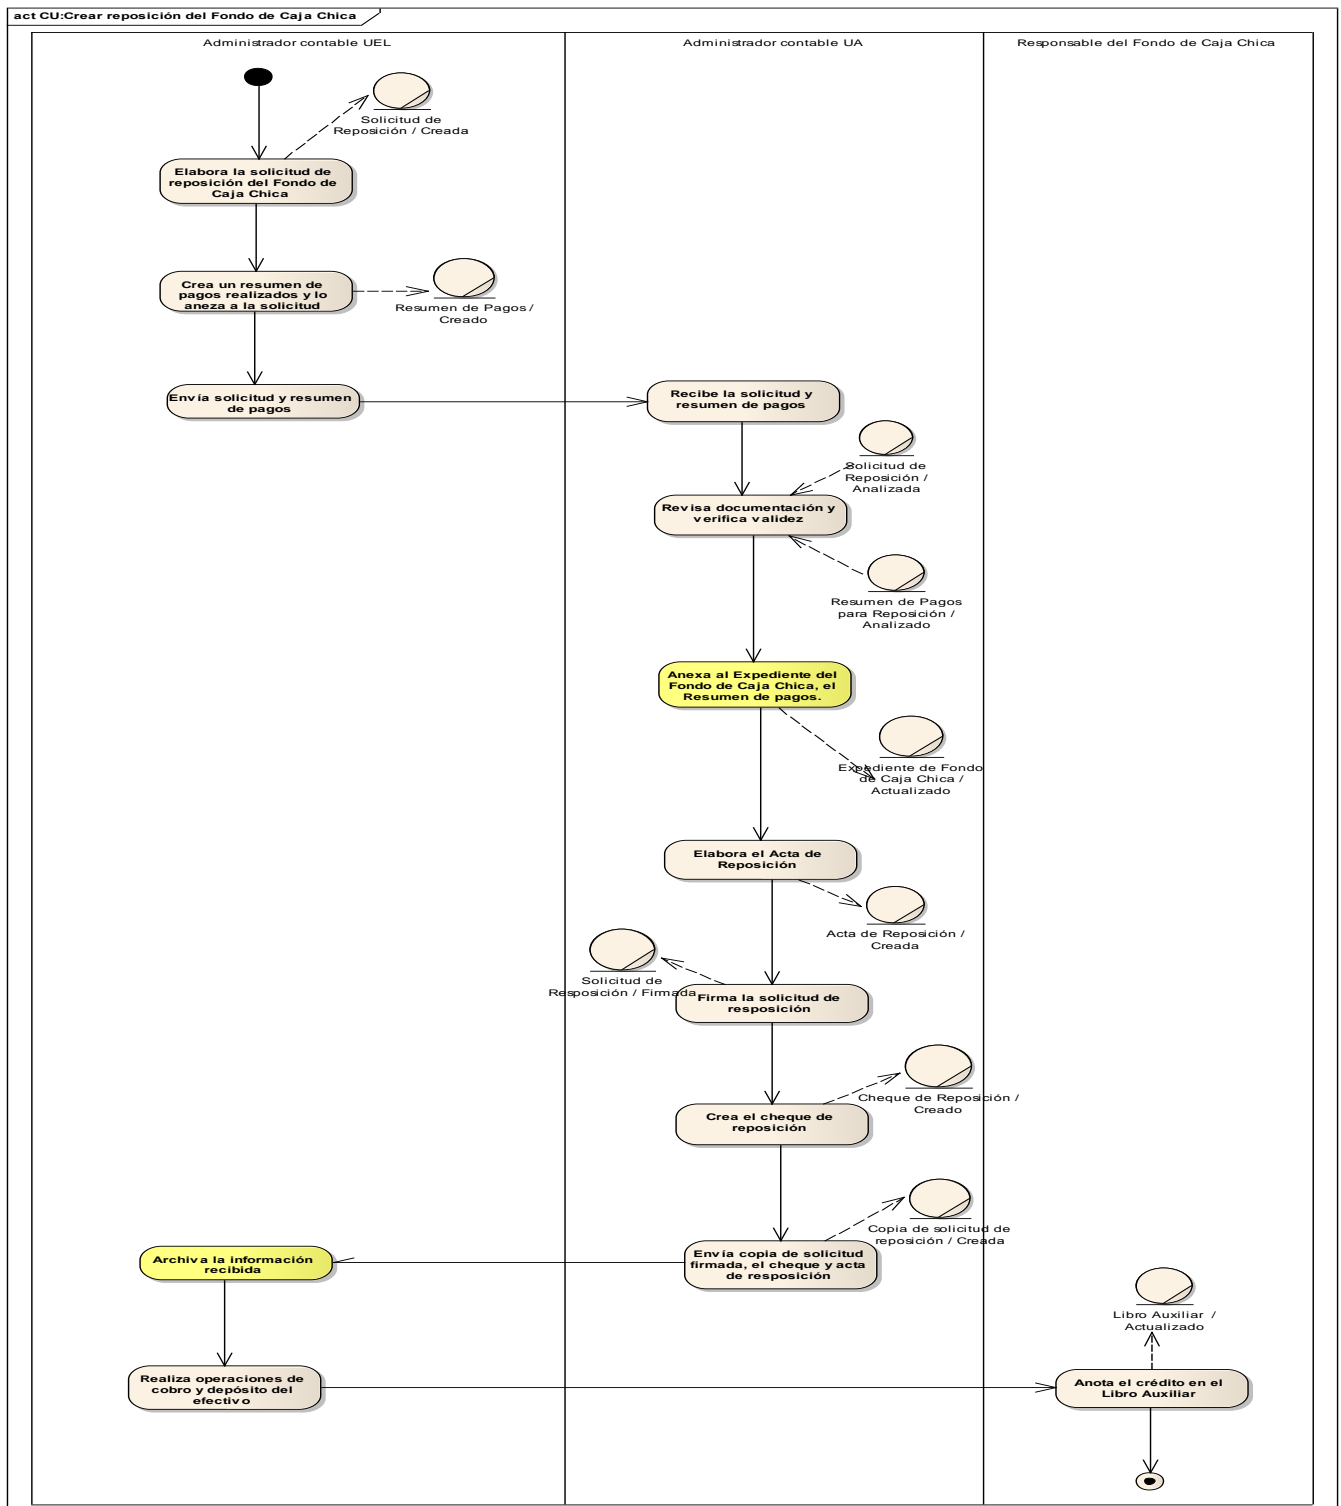 act CU:Crear reposición del Fondo de Caja Chica
Administrador contable UEL
Administrador contable UA
Responsable del Fondo de Caja Chica
Solicitud de
Reposición / Creada
Elabora la solicitud de
reposición del Fondo de
Caja Chica
Crea un resumen de
pagos realizados y lo
aneza a la solicitud
Resumen de Pagos /
Creado
Envía solicitud y resumen
de pagos
Recibe la solicitud y
resumen de pagos
Solicitud de
Reposición /
Analizada
Revisa documentación y
verifica validez
Resumen de Pagos
para Reposición /
Analizado
Anexa al Expediente del
Fondo de Caja Chica, el
Resumen de pagos.
Expediente de Fondo
de Caja Chica /
Actualizado
Elabora el Acta de
Reposición
Acta de Reposición /
Creada
Solicitud de
Resposición / Firmada
Firma la solicitud de
resposición
Cheque de Reposición /
Creado
Crea el cheque de
reposición
Copia de solicitud de
reposición / Creada
Envía copia de solicitud
firmada, el cheque y acta
de resposición
Archiva la información
recibida
Libro Auxiliar /
Actualizado
Realiza operaciones de
cobro y depósito del
efectivo
Anota el crédito en el
Libro Auxiliar